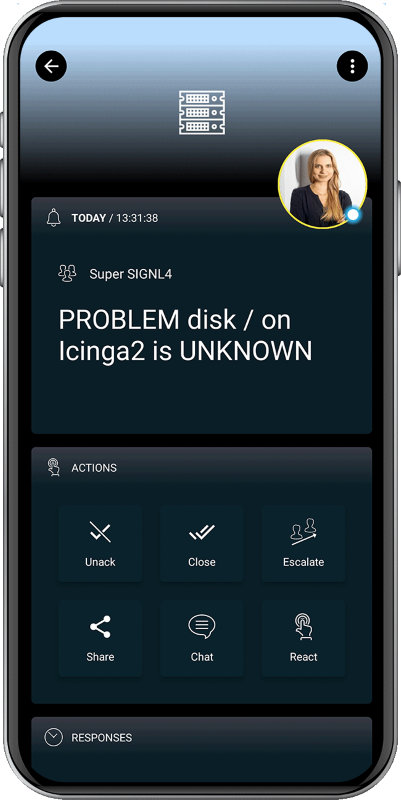 TODAY / 13:31:38
Super SIGNL4
PROBLEM disk / on
Icinga2 is UNKNOWN
ACTIONS
Unack Close Escalate
Share Chat React
RESPONSES